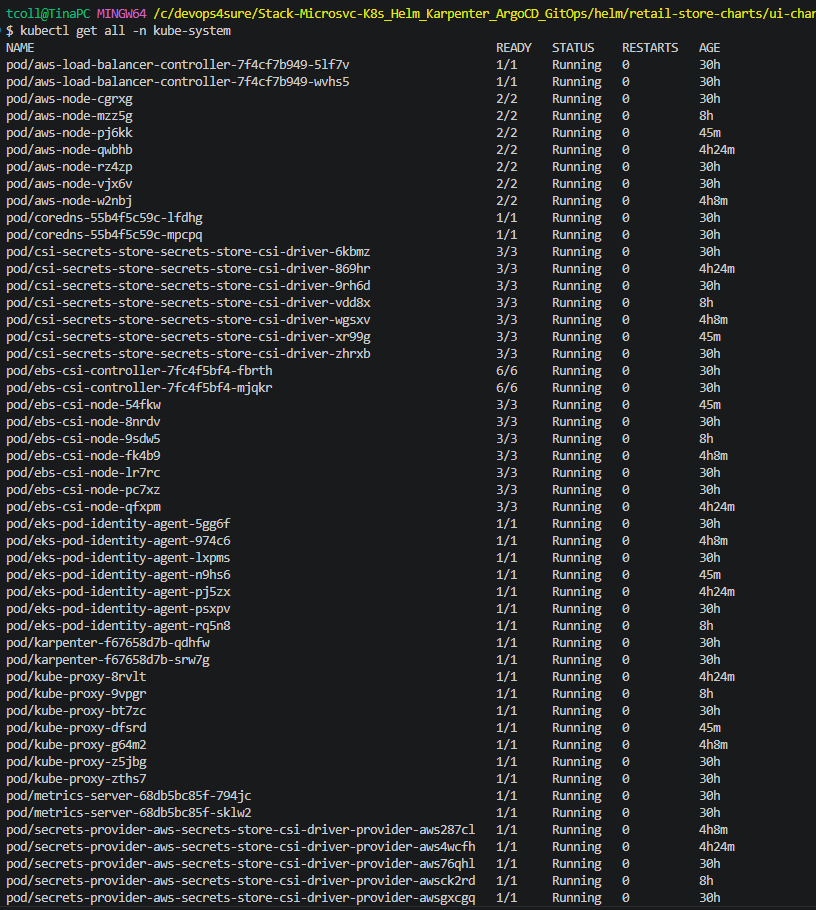 tcoll@TinaPC MINGW64 /c/devops4sure/Stack-Microsvc-K8s_Helm_Karpenter_ArgoCD_GitOps/helm/retail-store-charts/ui-char
$ kubectl get all -n kube-system
NAME READY STATUS RESTARTS AGE
pod/aws-load-balancer-controller-7f4cf7b949-5lf7v 1/1 Running 0 30h
pod/aws-load-balancer-controller-7f4cf7b949-wvhs5 1/1 Running 0 30h
pod/aws-node-cgrxg 2/2 Running 0 30h
pod/aws-node-mzz5g 2/2 Running 0 8h
pod/aws-node-pj6kk 2/2 Running 0 45m
pod/aws-node-qwbhb 2/2 Running 0 4h24m
pod/aws-node-rz4zp 2/2 Running 0 30h
pod/aws-node-vjx6v 2/2 Running 0 30h
pod/aws-node-w2nbj 2/2 Running 0 4h8m
pod/coredns-55b4f5c59c-lfdhg 1/1 Running 0 30h
pod/coredns-55b4f5c59c-mpcpq 1/1 Running 0 30h
pod/csi-secrets-store-secrets-store-csi-driver-6kbmz 3/3 Running 0 30h
pod/csi-secrets-store-secrets-store-csi-driver-869hr 3/3 Running 0 4h24m
pod/csi-secrets-store-secrets-store-csi-driver-9rh6d 3/3 Running 0 30h
pod/csi-secrets-store-secrets-store-csi-driver-vdd8x 3/3 Running 0 8h
pod/csi-secrets-store-secrets-store-csi-driver-wgsxv 3/3 Running 0 4h8m
pod/csi-secrets-store-secrets-store-csi-driver-xr99g 3/3 Running 0 45m
pod/csi-secrets-store-secrets-store-csi-driver-zhrxb 3/3 Running 0 30h
pod/ebs-csi-controller-7fc4f5bf4-fbrth 6/6 Running 0 30h
pod/ebs-csi-controller-7fc4f5bf4-mjqkr 6/6 Running 0 30h
pod/ebs-csi-node-54fkw 3/3 Running 0 45m
pod/ebs-csi-node-8nrdv 3/3 Running 0 30h
pod/ebs-csi-node-9sdw5 3/3 Running 0 8h
pod/ebs-csi-node-fk4b9 3/3 Running 0 4h8m
pod/ebs-csi-node-lr7rc 3/3 Running 0 30h
pod/ebs-csi-node-pc7xz 3/3 Running 0 30h
pod/ebs-csi-node-qfxpm 3/3 Running 0 4h24m
pod/eks-pod-identity-agent-5gg6f 1/1 Running 0 30h
pod/eks-pod-identity-agent-974c6 1/1 Running 0 4h8m
pod/eks-pod-identity-agent-lxpms 1/1 Running 0 30h
pod/eks-pod-identity-agent-n9hs6 1/1 Running 0 45m
pod/eks-pod-identity-agent-pj5zx 1/1 Running 0 4h24m
pod/eks-pod-identity-agent-psxpv 1/1 Running 0 30h
pod/eks-pod-identity-agent-rq5n8 1/1 Running 0 8h
pod/karpenter-f67658d7b-qdhfw 1/1 Running 0 30h
pod/karpenter-f67658d7b-srw7g 1/1 Running 0 30h
pod/kube-proxy-8rvlt 1/1 Running 0 4h24m
pod/kube-proxy-9vpgr 1/1 Running 0 8h
pod/kube-proxy-bt7zc 1/1 Running 0 30h
pod/kube-proxy-dfsrd 1/1 Running 0 45m
pod/kube-proxy-g64m2 1/1 Running 0 4h8m
pod/kube-proxy-z5jbg 1/1 Running 0 30h
pod/kube-proxy-zths7 1/1 Running 0 30h
pod/metrics-server-68db5bc85f-794jc 1/1 Running 0 30h
pod/metrics-server-68db5bc85f-sklw2 1/1 Running 0 30h
pod/secrets-provider-aws-secrets-store-csi-driver-provider-aws287cl 1/1 Running 0 4h8m
pod/secrets-provider-aws-secrets-store-csi-driver-provider-aws4wcfh 1/1 Running 0 4h24m
pod/secrets-provider-aws-secrets-store-csi-driver-provider-aws76qhl 1/1 Running 0 30h
pod/secrets-provider-aws-secrets-store-csi-driver-provider-awsck2rd 1/1 Running 0 8h
pod/secrets-provider-aws-secrets-store-csi-driver-provider-awsgxcgq 1/1 Running 0 30h